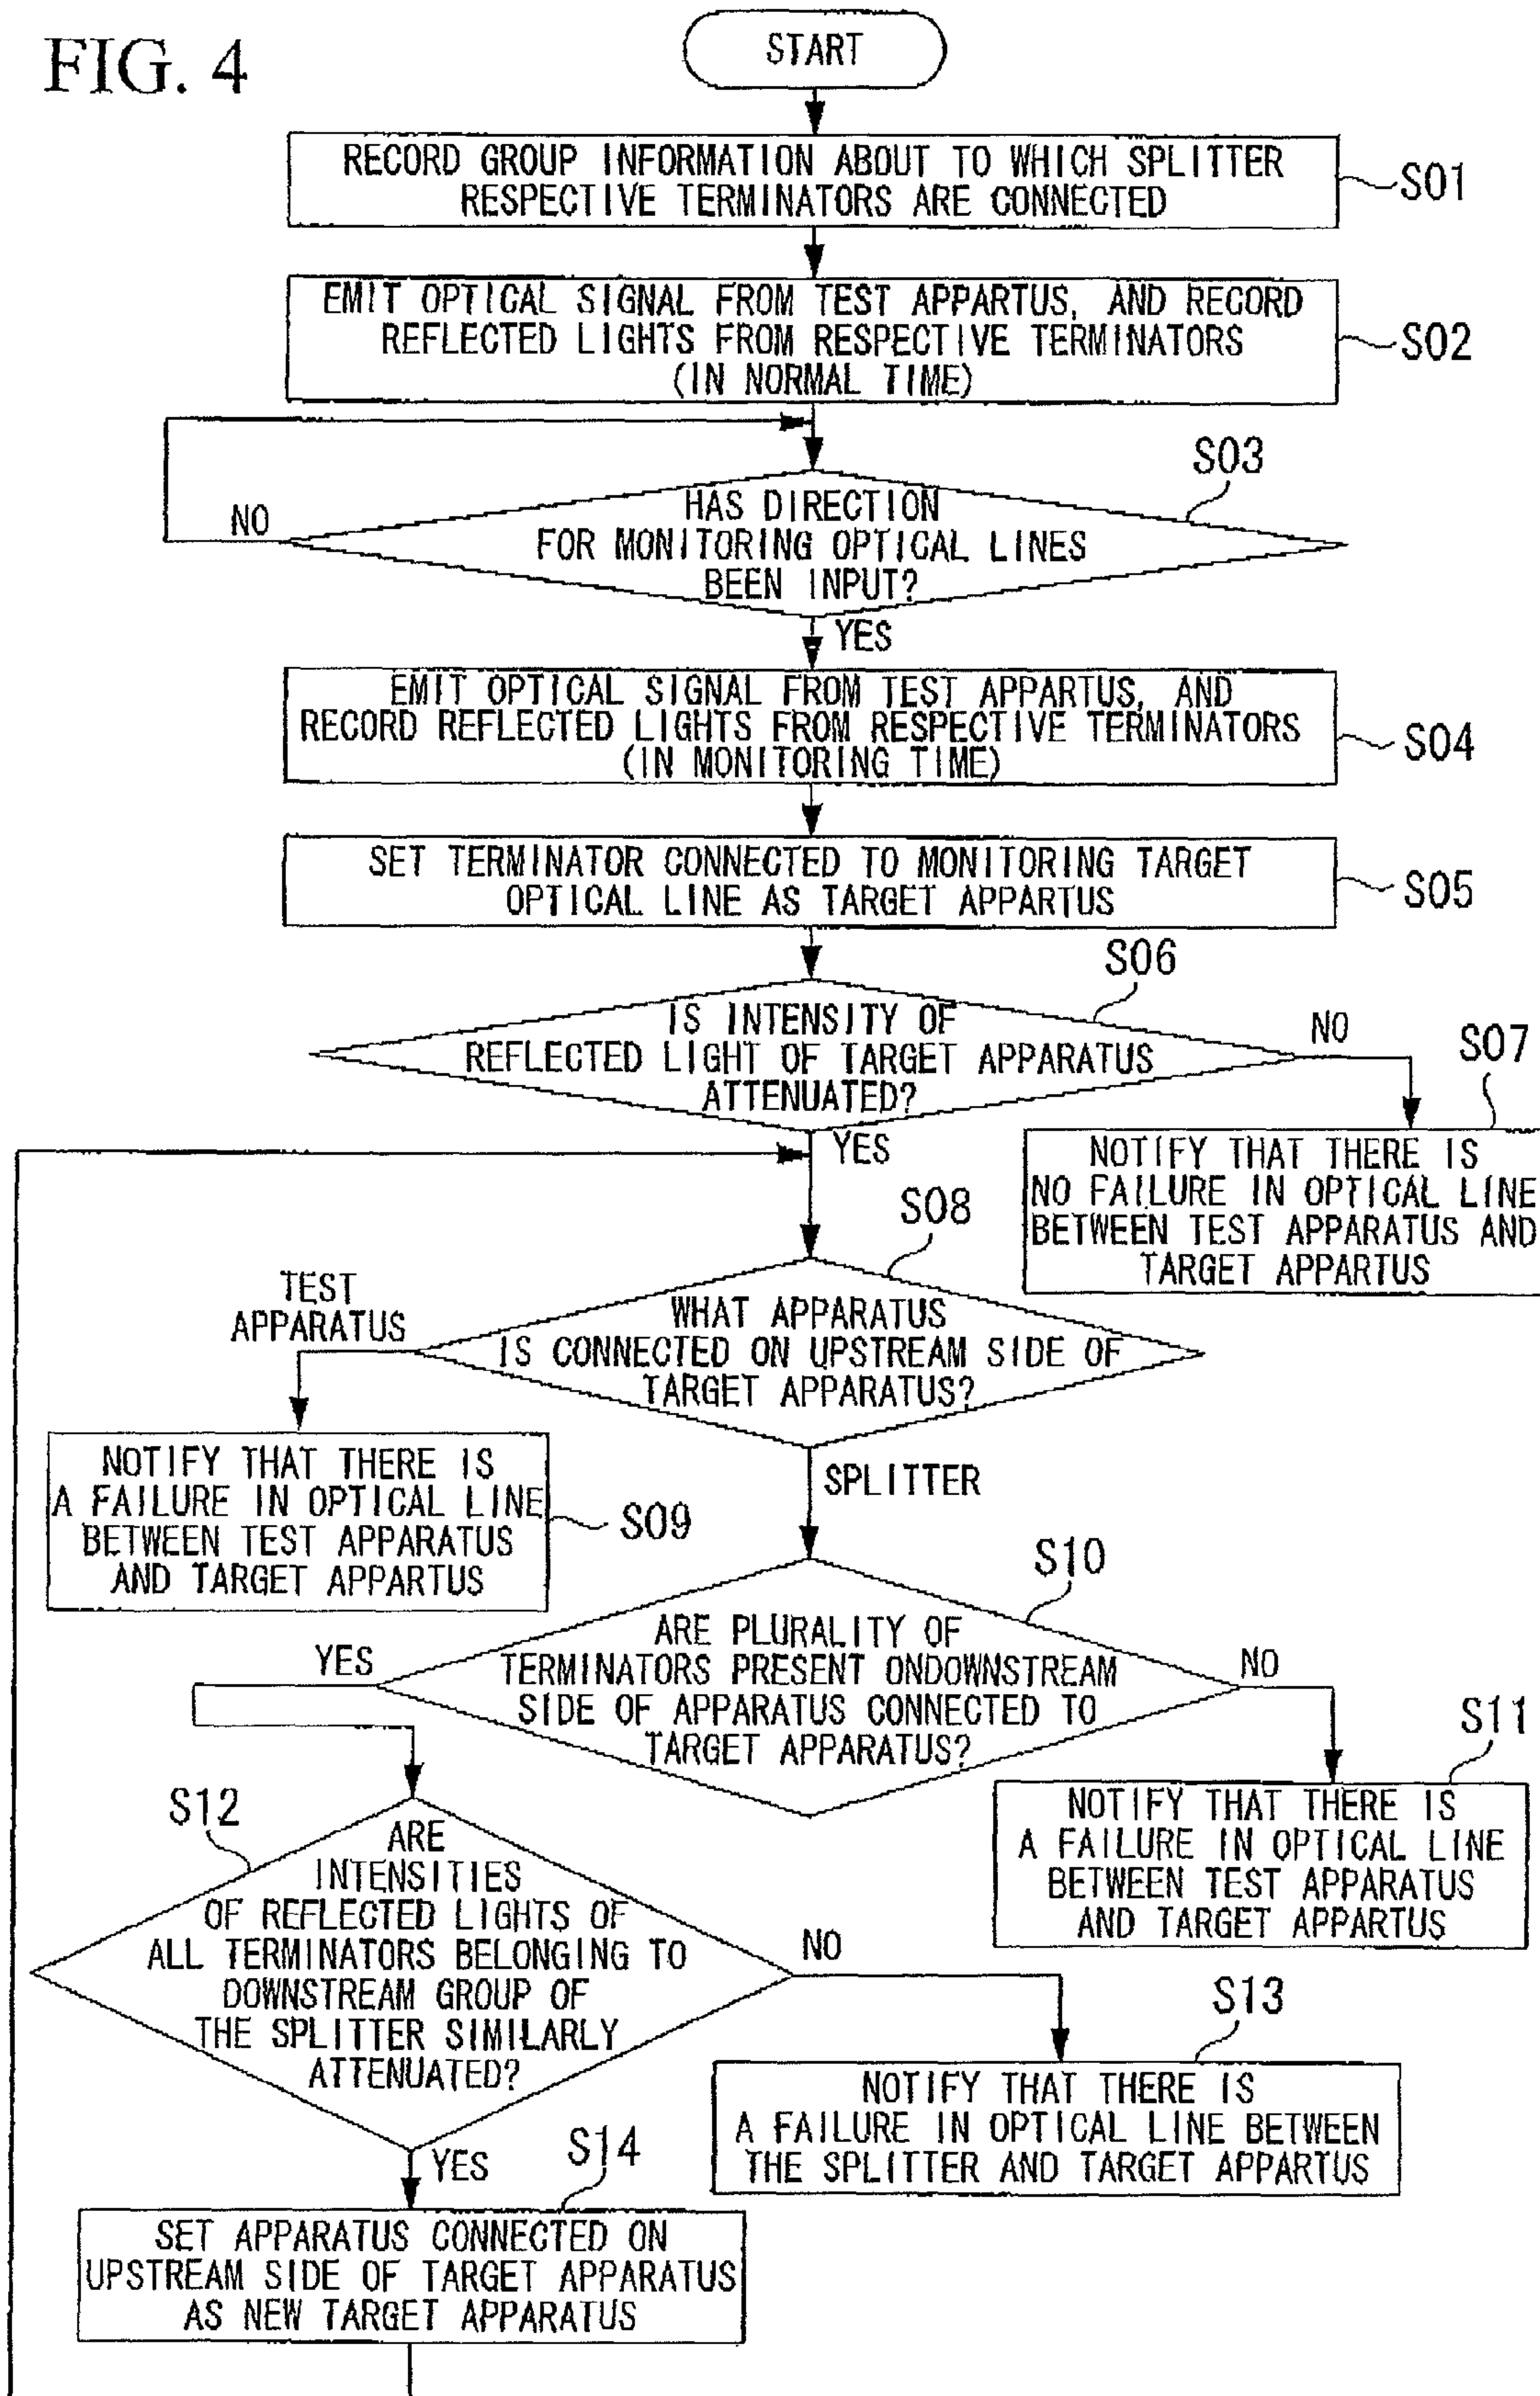 FIG. 4
START
RECORD GROUP INFORMATION ABOUT TO WHICH SPLITTER
RESPECTIVE TERMINATORS ARE CONNECTED
S01
EMIT OPTICAL SIGNAL FROM TEST APPARTUS, AND RECORD
REFLECTED LIGHTS FROM RESPECTIVE TERMINATORS
(IN NORMAL TIME)
S02
S03
HAS DIRECTION
FOR MONITORING OPTICAL LINES
BEEN INPUT?
NO
YES
EMIT OPTICAL SIGNAL FROM TEST APPARTUS, AND
RECORD REFLECTED LIGHTS FROM RESPECTIVE TERMINATORS
(IN MONITORING TIME)
S04
SET TERMINATOR CONNECTED TO MONITORING TARGET
OPTICAL LINE AS TARGET APPARTUS
S05
S06
IS INTENSITY OF
REFLECTED LIGHT OF TARGET APPARATUS
ATTENUATED?
NO
YES
S07
NOTIFY THAT THERE IS
NO FAILURE IN OPTICAL LINE
BETWEEN TEST APPARATUS AND
TARGET APPARTUS
S08
WHAT APPARATUS
IS CONNECTED ON UPSTREAM SIDE OF
TARGET APPARATUS?
TEST
APPARATUS
SPLITTER
NOTIFY THAT THERE IS
A FAILURE IN OPTICAL LINE
BETWEEN TEST APPARATUS
AND TARGET APPARTUS
S09
S10
ARE PLURALITY OF
TERMINATORS PRESENT ONDOWNSTREAM
SIDE OF APPARATUS CONNECTED TO
TARGET APPARATUS?
YES
NO
S11
NOTIFY THAT THERE IS
A FAILURE IN OPTICAL LINE
BETWEEN TEST APPARATUS
AND TARGET APPARTUS
S12
ARE
INTENSITIES
OF REFLECTED LIGHTS OF
ALL TERMINATORS BELONGING TO
DOWNSTREAM GROUP OF
THE SPLITTER SIMILARLY
ATTENUATED?
NO
YES
S13
NOTIFY THAT THERE IS
A FAILURE IN OPTICAL LINE BETWEEN
THE SPLITTER AND TARGET APPARTUS
S14
SET APPARATUS CONNECTED ON
UPSTREAM SIDE OF TARGET APPARATUS
AS NEW TARGET APPARATUS